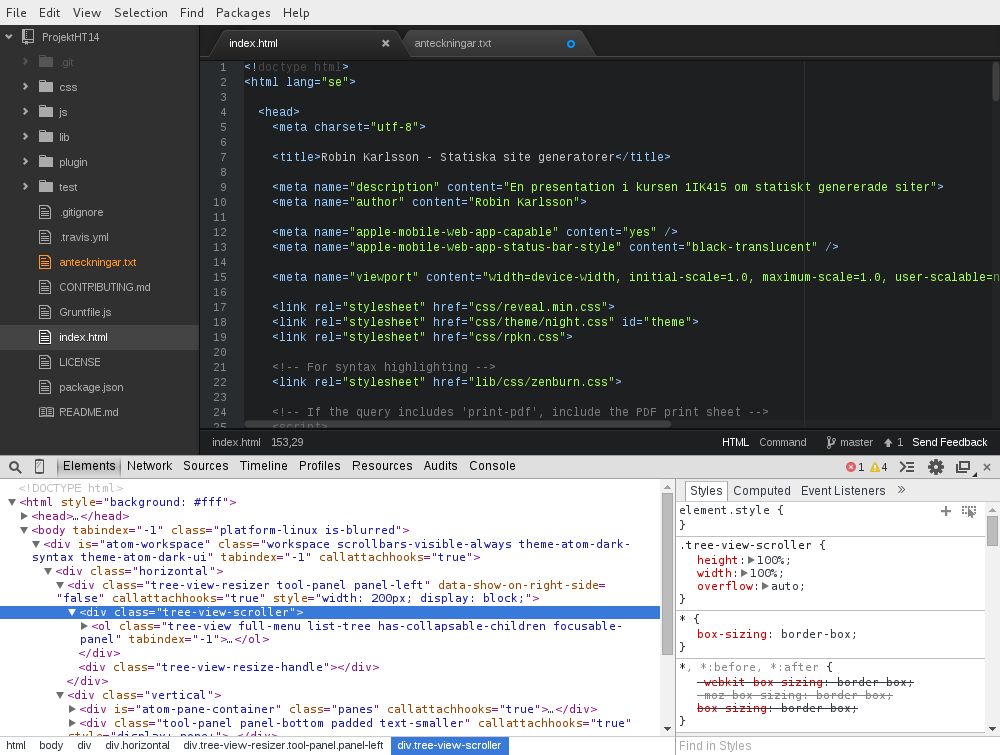 File Edit View Selection Find Packages Help
ProjektHT14
.git
css
js
lib
plugin
test
.gitignore
.travis.yml
anteckningar.txt
CONTRIBUTING.md
Gruntfile.js
index.html
LICENSE
package.json
README.md
index.html anteckningar.txt
1 <!doctype html>
2 <html lang="se">
3
4 <head>
5 <meta charset="utf-8">
6
7 <title>Robin Karlsson - Statiska site generatorer</title>
8
9 <meta name="description" content="En presentation i kursen 1IK415 om statiskt genererade siter">
10 <meta name="author" content="Robin Karlsson">
11
12 <meta name="apple-mobile-web-app-capable" content="yes" />
13 <meta name="apple-mobile-web-app-status-bar-style" content="black-translucent" />
14
15 <meta name="viewport" content="width=device-width, initial-scale=1.0, maximum-scale=1.0, user-scalable=n
16
17 <link rel="stylesheet" href="css/reveal.min.css">
18 <link rel="stylesheet" href="css/theme/night.css" id="theme">
19 <link rel="stylesheet" href="css/rpkn.css">
20
21 <!-- For syntax highlighting -->
22 <link rel="stylesheet" href="lib/css/zenburn.css">
23
24 <!-- If the query includes 'print-pdf', include the PDF print sheet -->
25 <script>
index.html 153,29 HTML Command master 1 Send Feedback
Elements Network Sources Timeline Profiles Resources Audits Console 1 4
<!DOCTYPE html>
<html style="background: #fff">
<head>…</head>
<body tabindex="-1" class="platform-linux is-blurred">
<div is="atom-workspace" class="workspace scrollbars-visible-always theme-atom-dark-
syntax theme-atom-dark-ui" tabindex="-1" callattachhooks="true">
<div class="horizontal">
<div class="tree-view-resizer tool-panel panel-left" data-show-on-right-side=
"false" callattachhooks="true" style="width: 200px; display: block;">
<div class="tree-view-scroller">
<ol class="tree-view full-menu list-tree has-collapsable-children focusable-
panel" tabindex="-1">…</ol>
</div>
<div class="tree-view-resize-handle"></div>
</div>
<div class="vertical">
<div is="atom-pane-container" class="panes" callattachhooks="true">…</div>
<div class="tool-panel panel-bottom padded text-smaller" callattachhooks="true"
style="display: none;">…</div>
html body div div.horizontal div.tree-view-resizer.tool-panel.panel-left div.tree-view-scroller
Styles Computed Event Listeners »
element.style {
}
.tree-view-scroller {
height: 100%;
width: 100%;
overflow: auto;
}
* {
box-sizing: border-box;
}
*, *:before, *:after {
-webkit-box-sizing: border-box;
-moz-box-sizing: border-box;
box-sizing: border-box;
}
Find in Styles